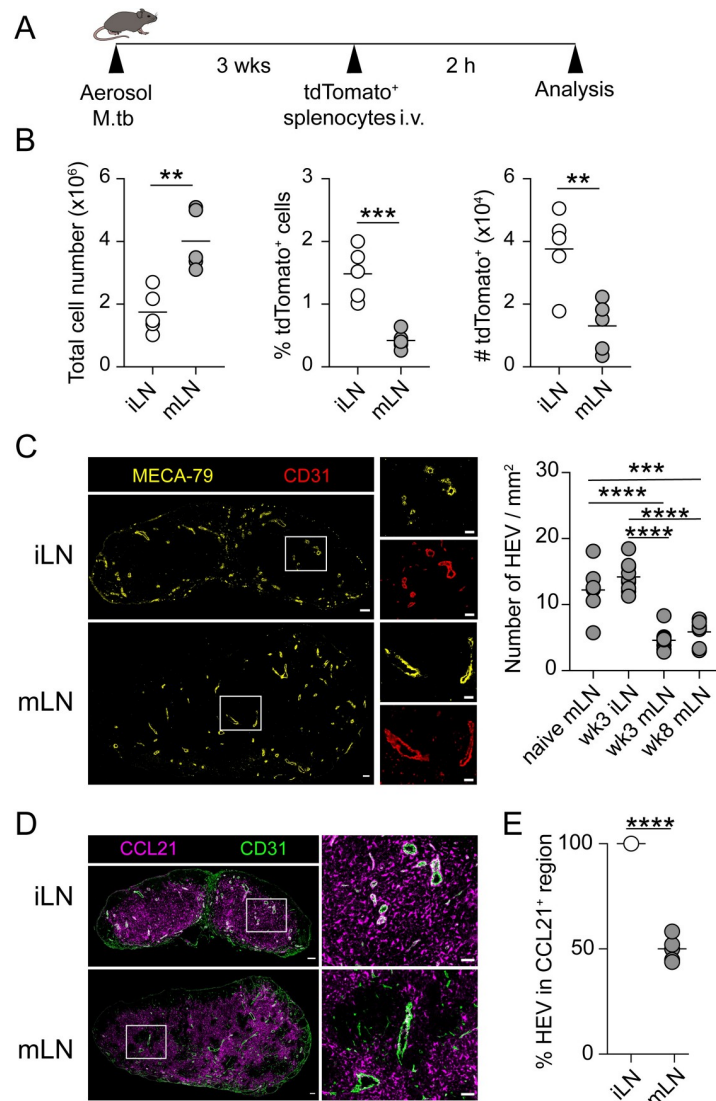 A
3 wks
2 h
Aerosol
M.tb
tdTomato⁺
splenocytes i.v.
Analysis
B
Total cell number (x10⁶)
6
4
2
0
**
iLN
mLN
% tdTomato⁺ cells
3
2
1
0
***
iLN
mLN
# tdTomato⁺ (x10⁴)
6
4
2
0
**
iLN
mLN
C
MECA-79
CD31
iLN
mLN
Number of HEV / mm²
30
20
10
0
***
****
****
****
naive mLN
wk3 iLN
wk3 mLN
wk8 mLN
D
CCL21
CD31
iLN
mLN
E
% HEV in CCL21⁺ region
100
50
0
****
iLN
mLN